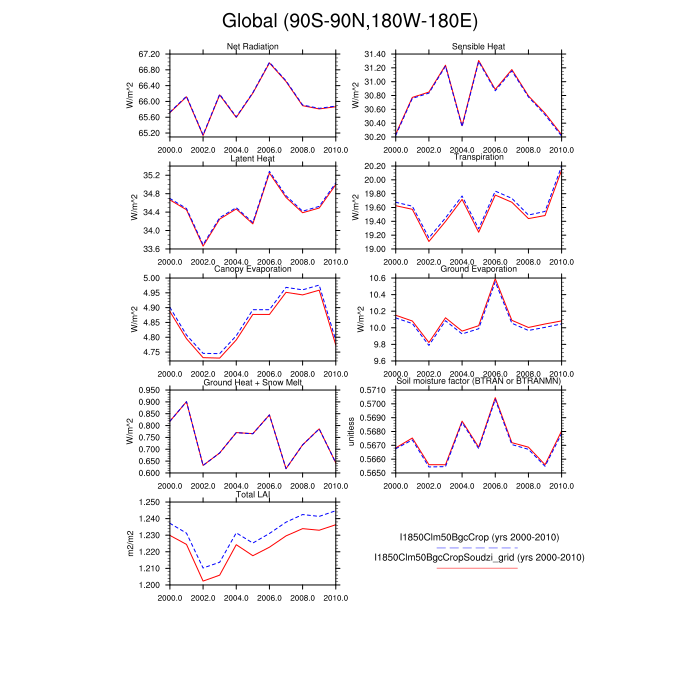 Global (90S-90N,180W-180E)
Net Radiation
67.20
66.80
66.40
66.00
65.60
65.20
W/m^2
2000.0 2002.0 2004.0 2006.0 2008.0 2010.0
Sensible Heat
31.40
31.20
31.00
30.80
30.60
30.40
30.20
W/m^2
2000.0 2002.0 2004.0 2006.0 2008.0 2010.0
Latent Heat
35.2
34.8
34.4
34.0
33.6
W/m^2
2000.0 2002.0 2004.0 2006.0 2008.0 2010.0
Transpiration
20.20
20.00
19.80
19.60
19.40
19.20
19.00
W/m^2
2000.0 2002.0 2004.0 2006.0 2008.0 2010.0
Canopy Evaporation
5.00
4.95
4.90
4.85
4.80
4.75
W/m^2
2000.0 2002.0 2004.0 2006.0 2008.0 2010.0
Ground Evaporation
10.6
10.4
10.2
10.0
9.8
9.6
W/m^2
2000.0 2002.0 2004.0 2006.0 2008.0 2010.0
Ground Heat + Snow Melt
0.950
0.900
0.850
0.800
0.750
0.700
0.650
0.600
W/m^2
2000.0 2002.0 2004.0 2006.0 2008.0 2010.0
Soil moisture factor (BTRAN or BTRANMN)
0.5710
0.5700
0.5690
0.5680
0.5670
0.5660
0.5650
unitless
2000.0 2002.0 2004.0 2006.0 2008.0 2010.0
Total LAI
1.250
1.240
1.230
1.220
1.210
1.200
m2/m2
2000.0 2002.0 2004.0 2006.0 2008.0 2010.0
I1850Clm50BgcCrop (yrs 2000-2010)
I1850Clm50BgcCropSoudzi_grid (yrs 2000-2010)